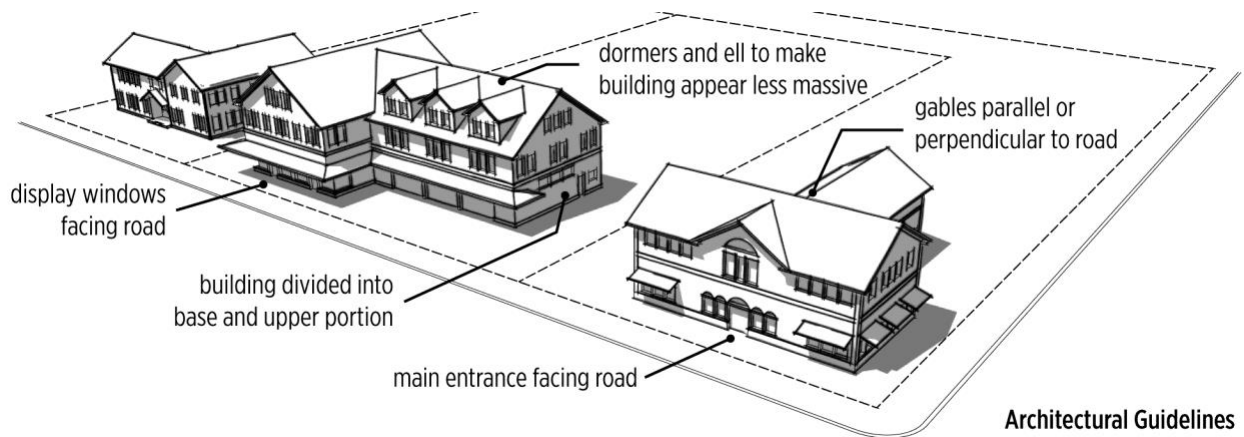 dormers and ell to make
building appear less massive
gables parallel or
perpendicular to road
display windows
facing road
building divided into
base and upper portion
main entrance facing road
Architectural Guidelines